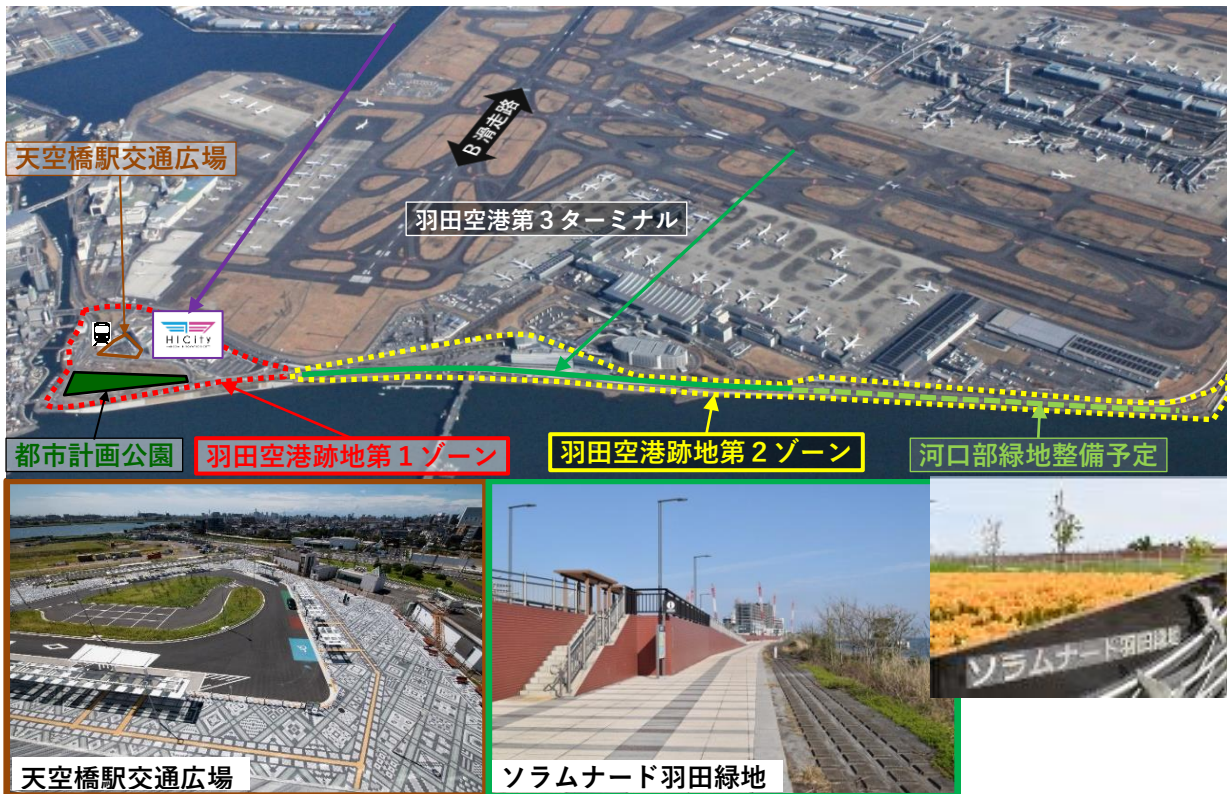 B 滑走路
天空橋駅交通広場
羽田空港第３ターミナル
HICity
都市計画公園
羽田空港跡地第１ゾーン
羽田空港跡地第２ゾーン
河口部緑地整備予定
ソラムナード羽田緑地
天空橋駅交通広場
ソラムナード羽田緑地